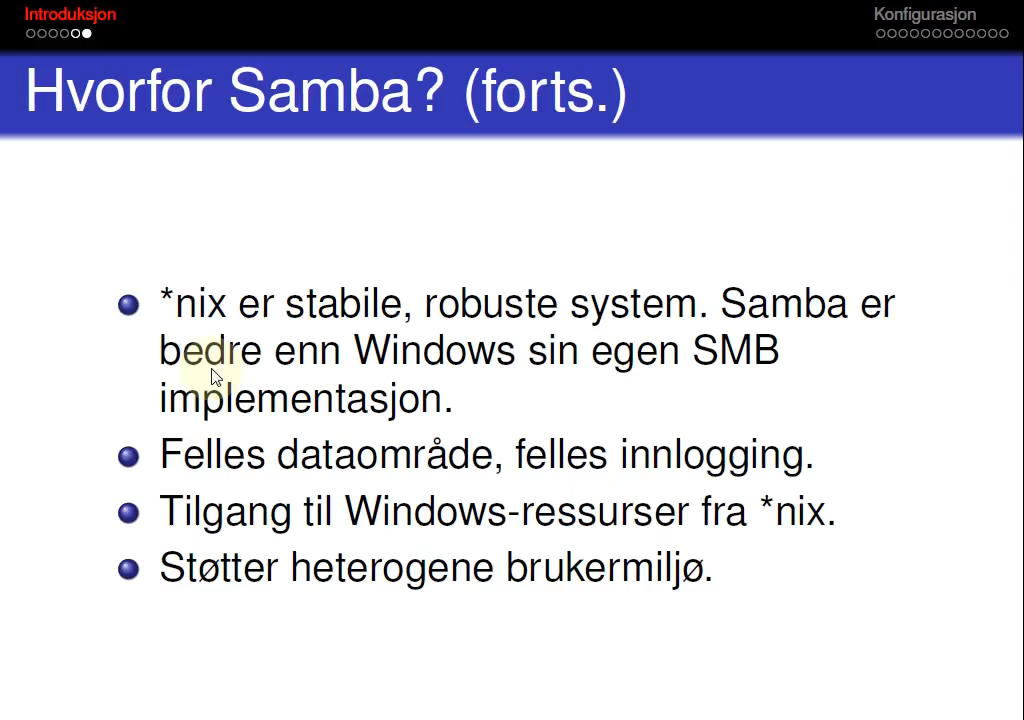 Introduksjon
Konfigurasjon
Hvorfor Samba? (forts.)
*nix er stabile, robuste system. Samba er
bedre enn Windows sin egen SMB
implementasjon.
Felles dataområde, felles innlogging.
Tilgang til Windows-ressurser fra *nix.
Støtter heterogene brukermiljø.